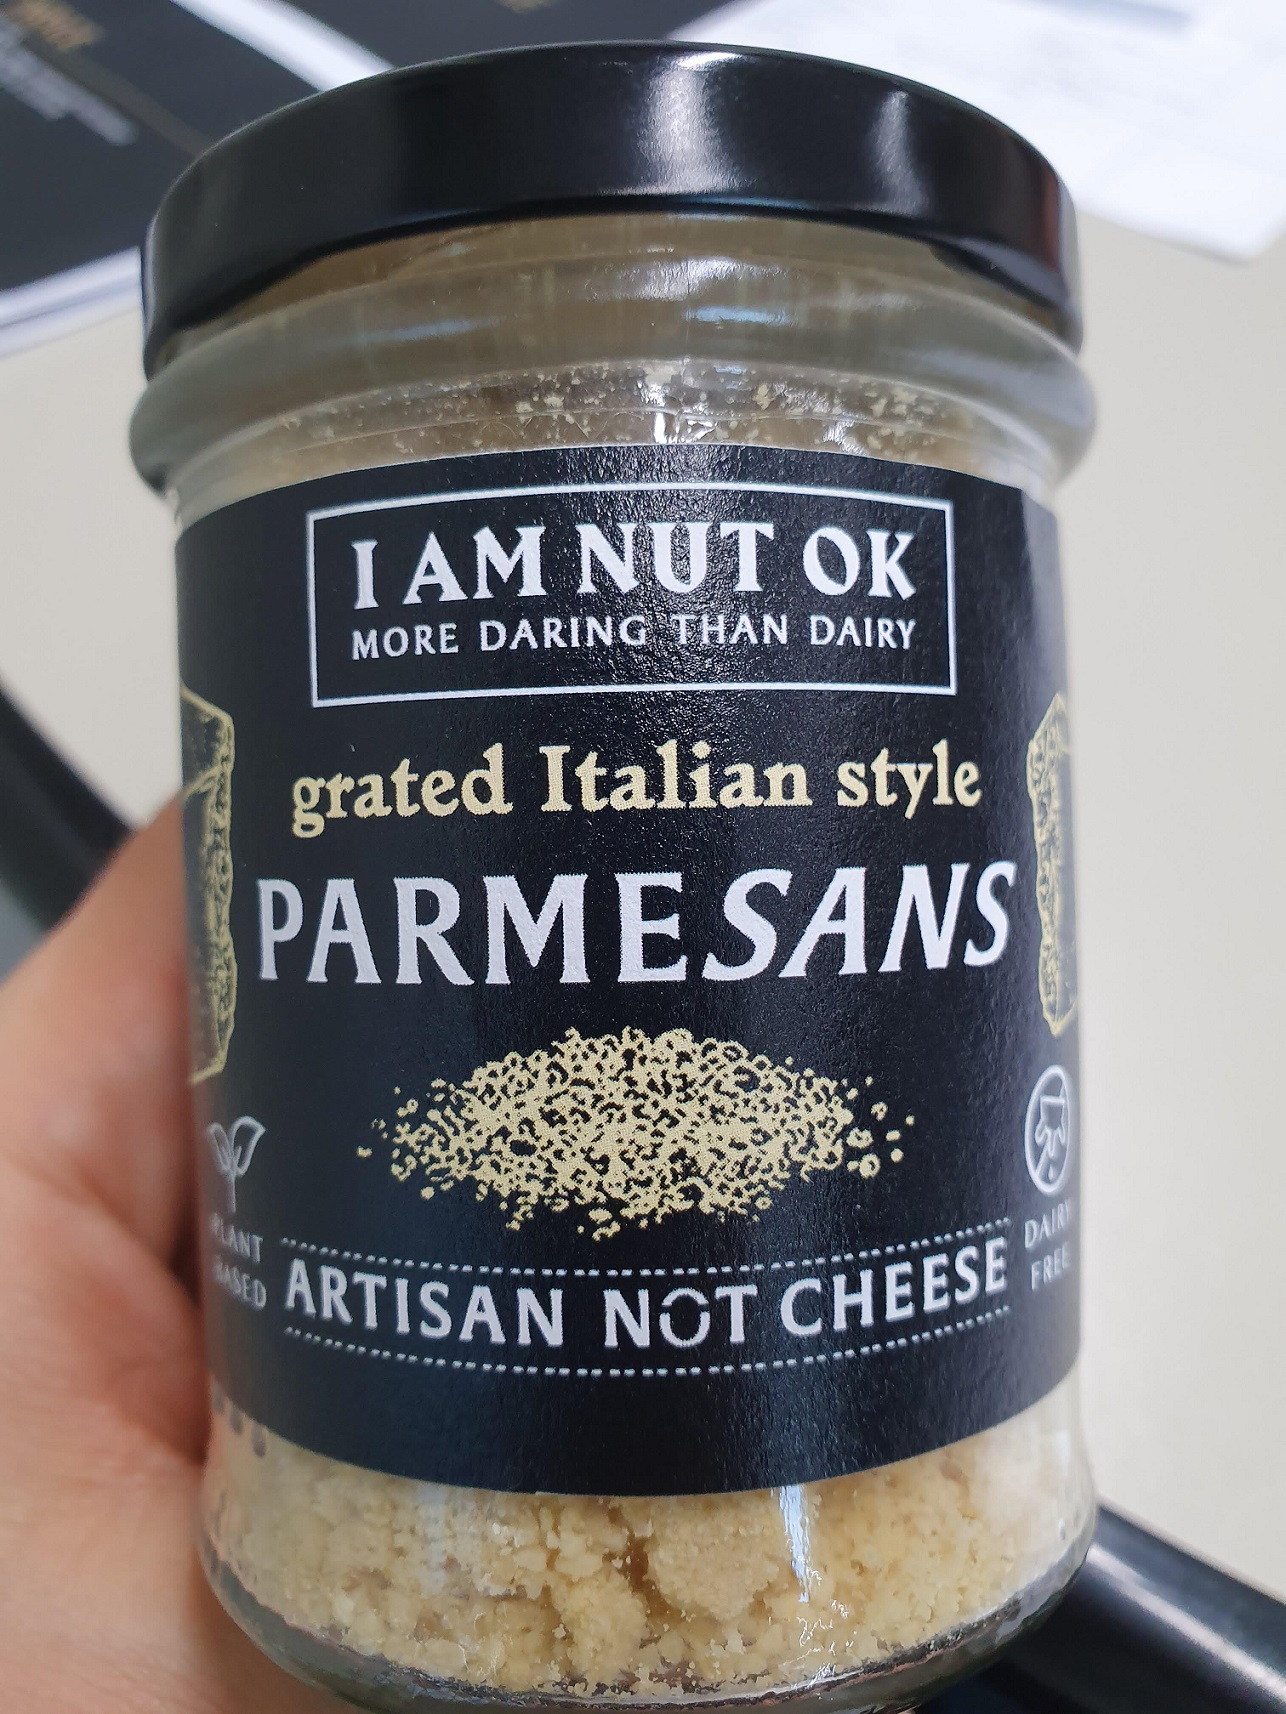 I AM NUT OK
MORE DARING THAN DAIRY
grated Italian style
PARMESANS
PLANT
BASED
DAIRY
FREE
ARTISAN NOT CHEESE